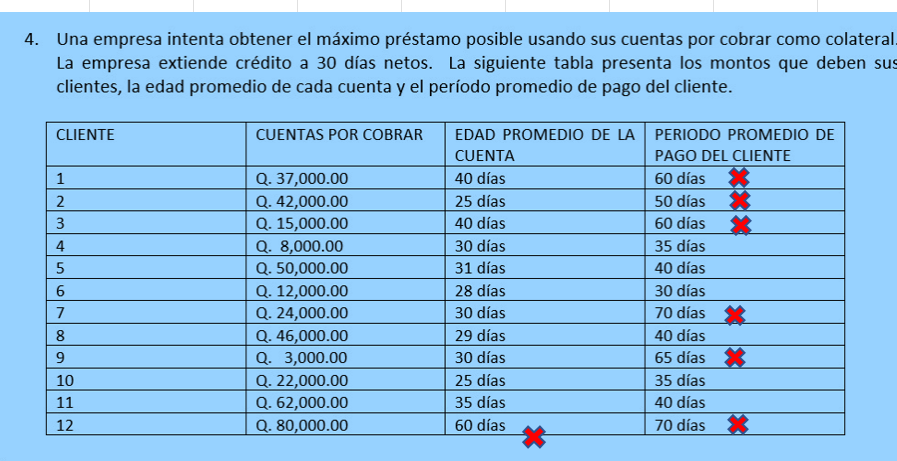 4. Una empresa intenta obtener el máximo préstamo posible usando sus cuentas por cobrar como colateral.
La empresa extiende crédito a 30 días netos. La siguiente tabla presenta los montos que deben sus
clientes, la edad promedio de cada cuenta y el período promedio de pago del cliente.
CLIENTE CUENTAS POR COBRAR EDAD PROMEDIO DE LA CUENTA PERIODO PROMEDIO DE PAGO DEL CLIENTE
1 Q. 37,000.00 40 días 60 días
2 Q. 42,000.00 25 días 50 días
3 Q. 15,000.00 40 días 60 días
4 Q. 8,000.00 30 días 35 días
5 Q. 50,000.00 31 días 40 días
6 Q. 12,000.00 28 días 30 días
7 Q. 24,000.00 30 días 70 días
8 Q. 46,000.00 29 días 40 días
9 Q. 3,000.00 30 días 65 días
10 Q. 22,000.00 25 días 35 días
11 Q. 62,000.00 35 días 40 días
12 Q. 80,000.00 60 días 70 días